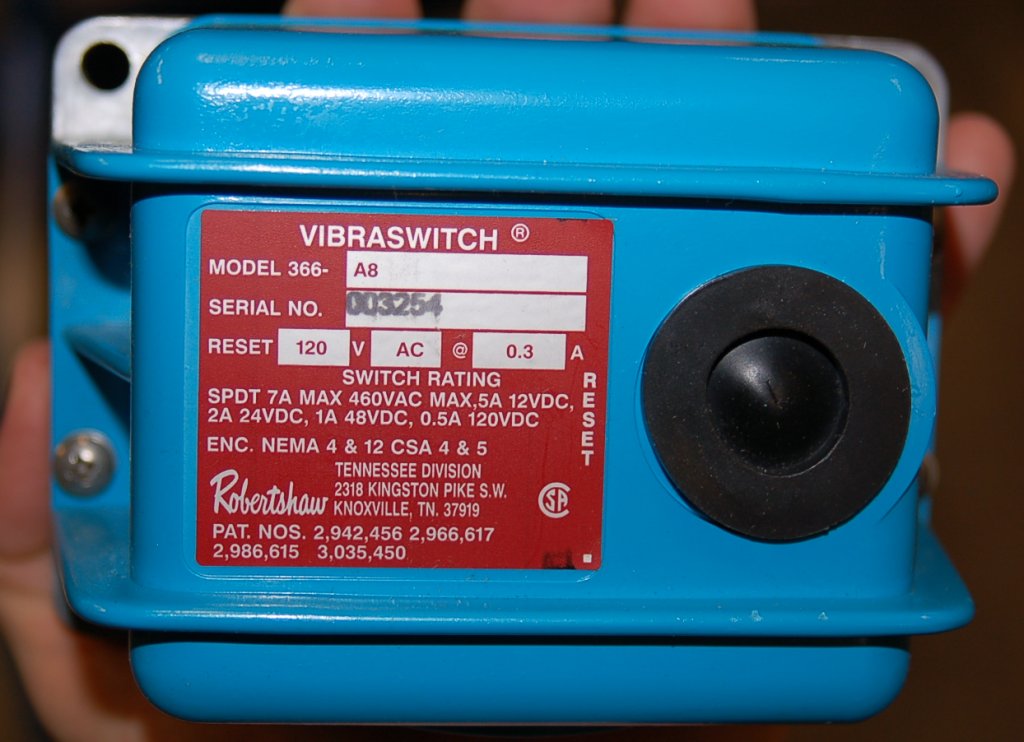 VIBRASWITCH ®
MODEL 366- A8
SERIAL NO. 003254
RESET 120 V AC @ 0.3 A
SWITCH RATING
SPDT 7A MAX 460VAC MAX,5A 12VDC,
2A 24VDC, 1A 48VDC, 0.5A 120VDC
ENC. NEMA 4 & 12 CSA 4 & 5
RESET
TENNESSEE DIVISION
Robertshaw 2318 KINGSTON PIKE S.W.
KNOXVILLE, TN. 37919
SA
PAT. NOS. 2,942,456 2,966,617
2,986,615 3,035,450